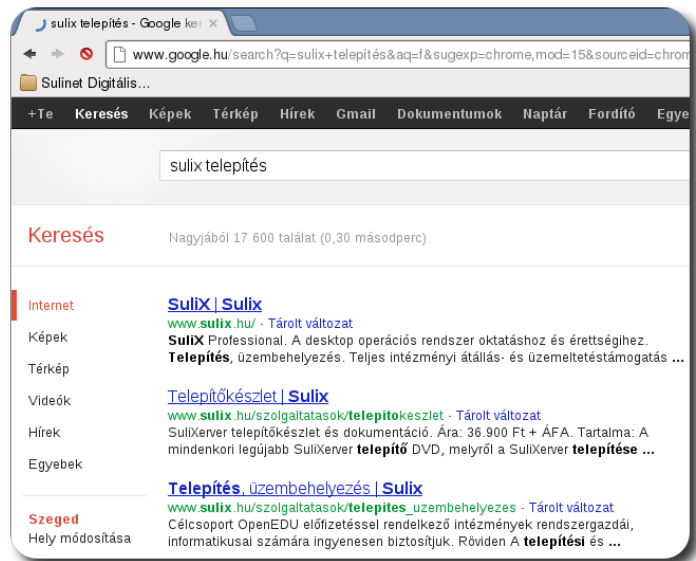 sulix telepítés - Google ker
www.google.hu/search?q=sulix+telepítés&aq=f&sugexp=chrome,mod=15&sourceid=chrom
Sulinet Digitális...
+Te Keresés Képek Térkép Hírek Gmail Dokumentumok Naptár Fordító Egye
sulix telepítés
Keresés
Nagyjából 17 600 találat (0,30 másodperc)
Internet
Képek
Térkép
Videók
Hírek
Egyebek
Szeged
Hely módosítása
SuliX | Sulix
www.sulix.hu/ - Tárolt változat
SuliX Professional. A desktop operációs rendszer oktatáshoz és érettségihez.
Telepítés, üzembehelyezés. Teljes intézményi átállás- és üzemeltetéstámogatás ...
Telepítőkészlet | Sulix
www.sulix.hu/szolgaltatasok/telepitokeszlet - Tárolt változat
SuliXerver telepítőkészlet és dokumentáció. Ára: 36.900 Ft + ÁFA. Tartalma: A
mindenkori legújabb SuliXerver telepítő DVD, melyről a SuliXerver telepítése ...
Telepítés, üzembehelyezés | Sulix
www.sulix.hu/szolgaltatasok/telepites_uzembehelyezes - Tárolt változat
Célcsoport OpenEDU előfizetéssel rendelkező intézmények rendszergazdái,
informatikusai számára ingyenesen biztosítjuk. Röviden A telepítési és ...